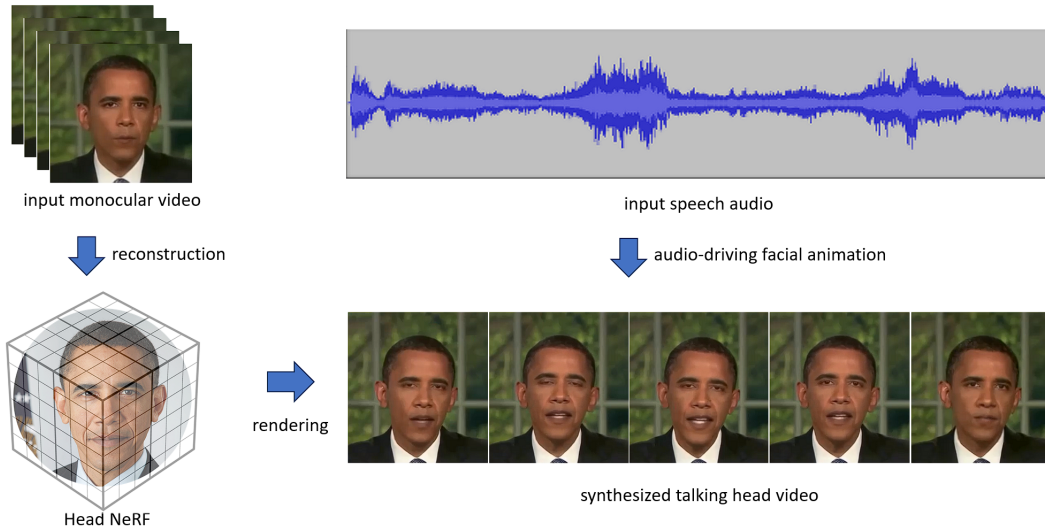 input monocular video
input speech audio
reconstruction
audio-driving facial animation
rendering
Head NeRF
synthesized talking head video